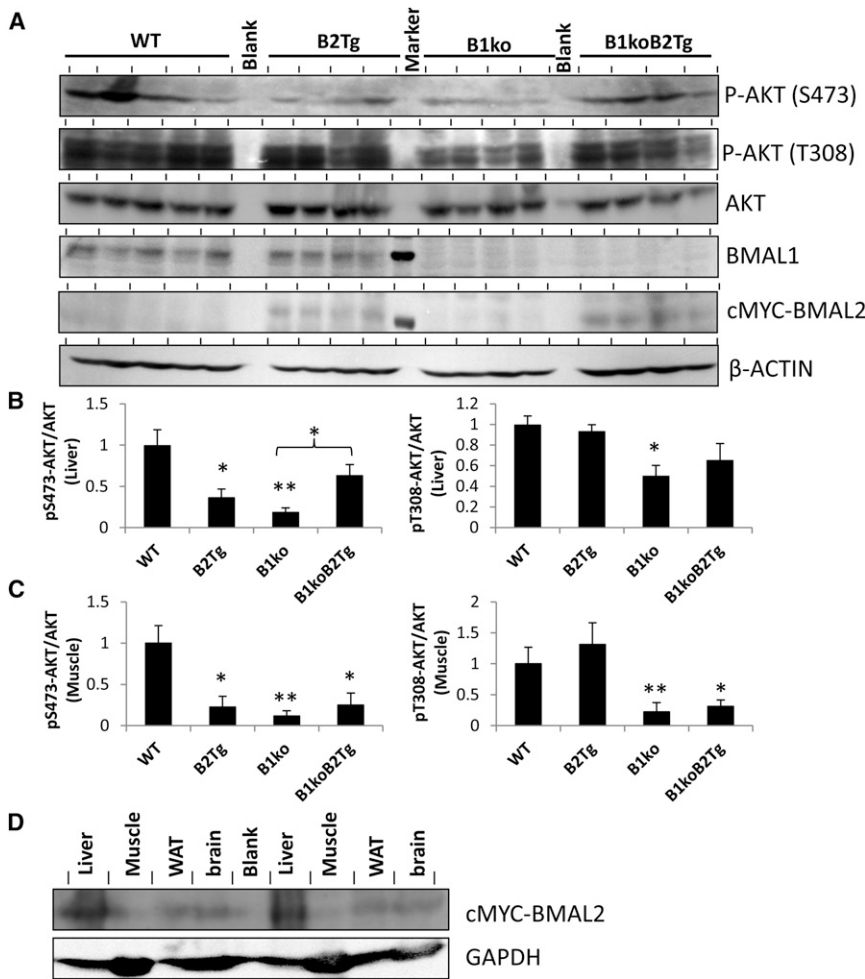 A
WT
Blank
B2Tg
Marker
B1ko
Blank
B1koB2Tg
P-AKT (S473)
P-AKT (T308)
AKT
BMAL1
cMYC-BMAL2
β-ACTIN
B
pS473-AKT/AKT
(Liver)
1.5
1
0.5
0
*
**
*
WT
B2Tg
B1ko
B1koB2Tg
pT308-AKT/AKT
(Liver)
1.2
1
0.8
0.6
0.4
0.2
0
*
WT
B2Tg
B1ko
B1koB2Tg
C
pS473-AKT/AKT
(Muscle)
1.5
1
0.5
0
*
**
*
WT
B2Tg
B1ko
B1koB2Tg
pT308-AKT/AKT
(Muscle)
2
1.5
1
0.5
0
**
*
WT
B2Tg
B1ko
B1koB2Tg
D
Liver
Muscle
WAT
brain
Blank
Liver
Muscle
WAT
brain
cMYC-BMAL2
GAPDH